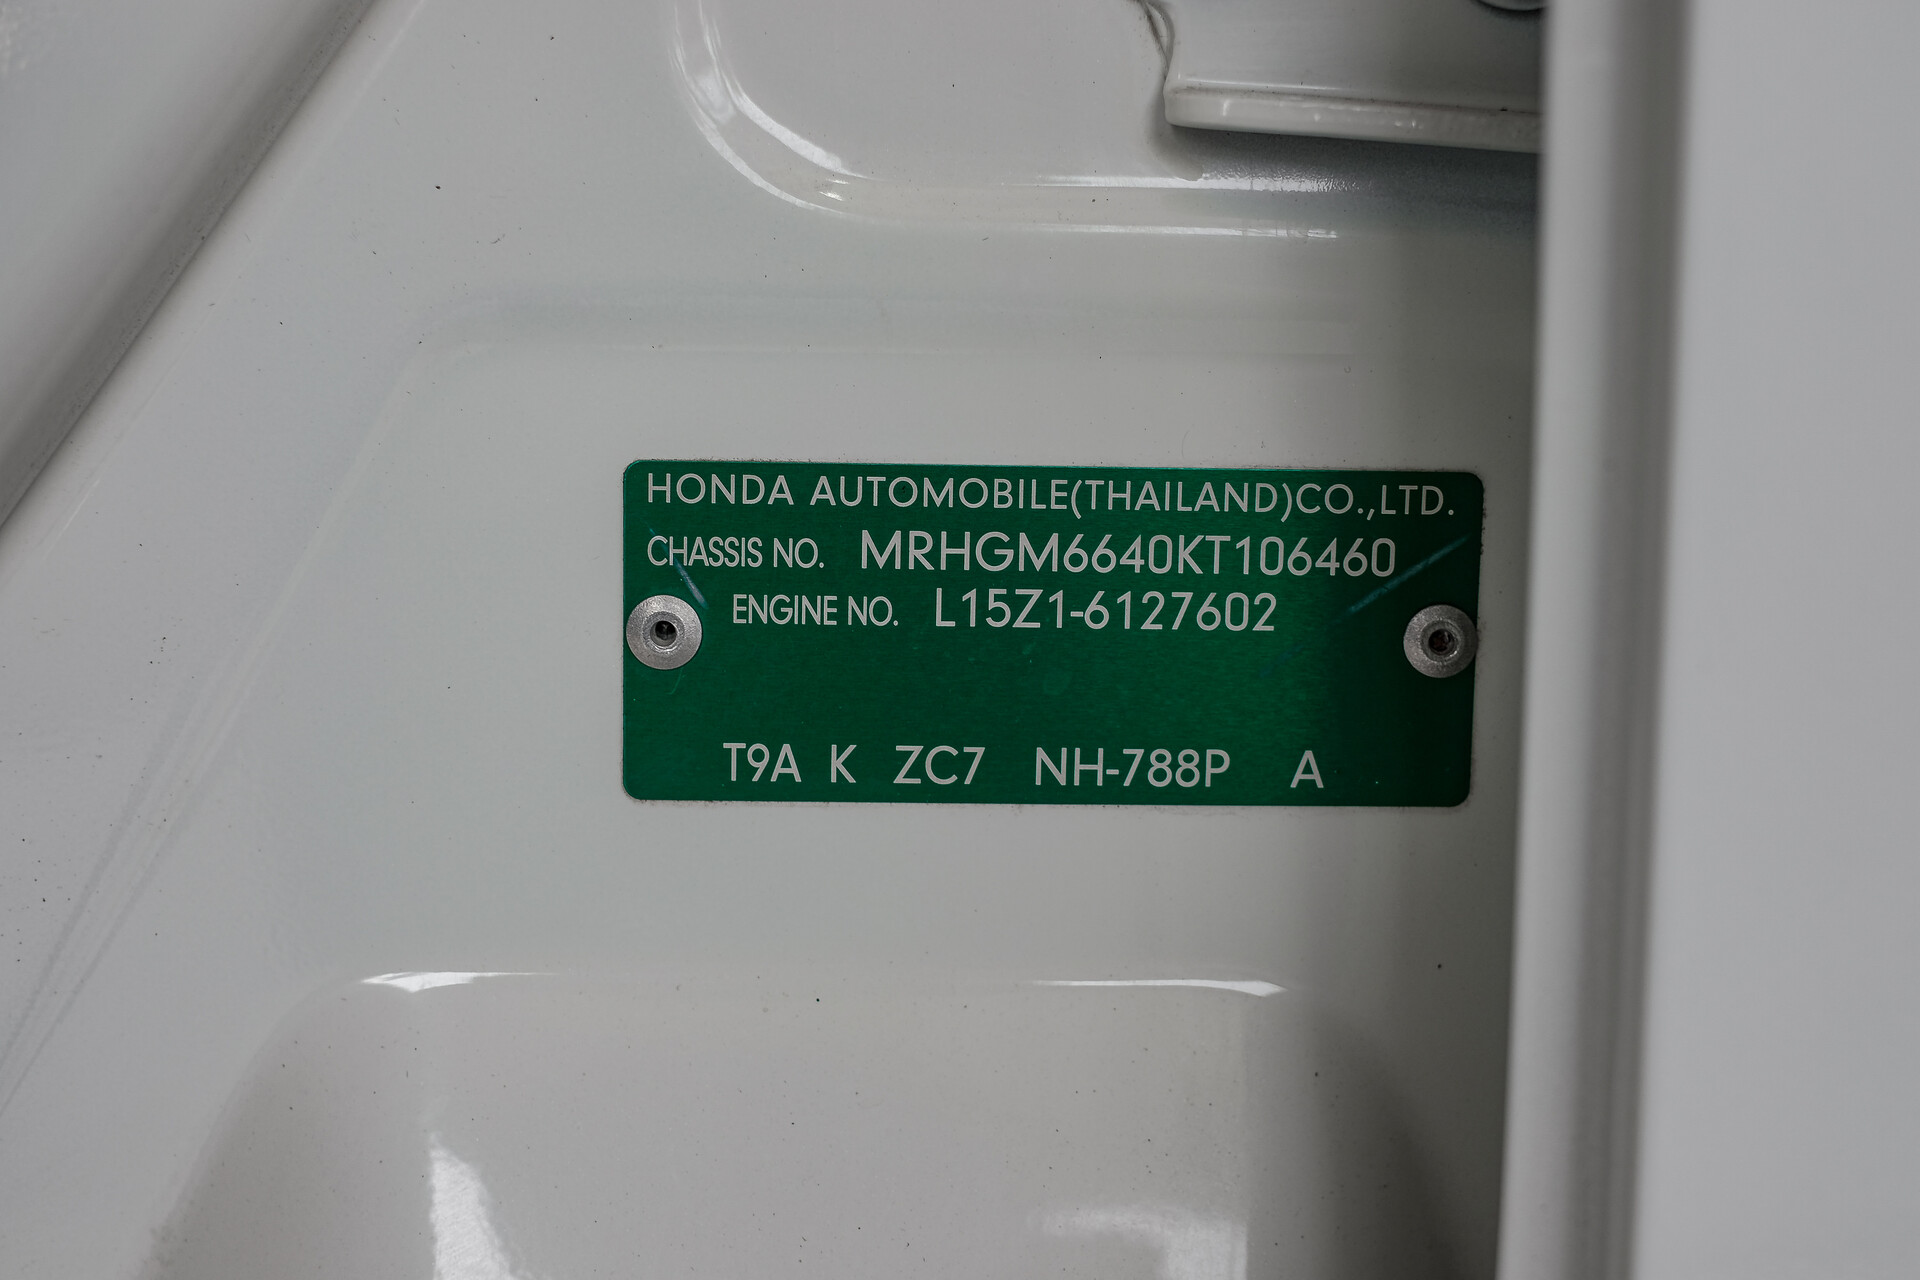 HONDA AUTOMOBILE(THAILAND)CO.,LTD.
CHASSIS NO. MRHGM6640KT106460
ENGINE NO. L15Z1-6127602
T9A K ZC7 NH-788P A